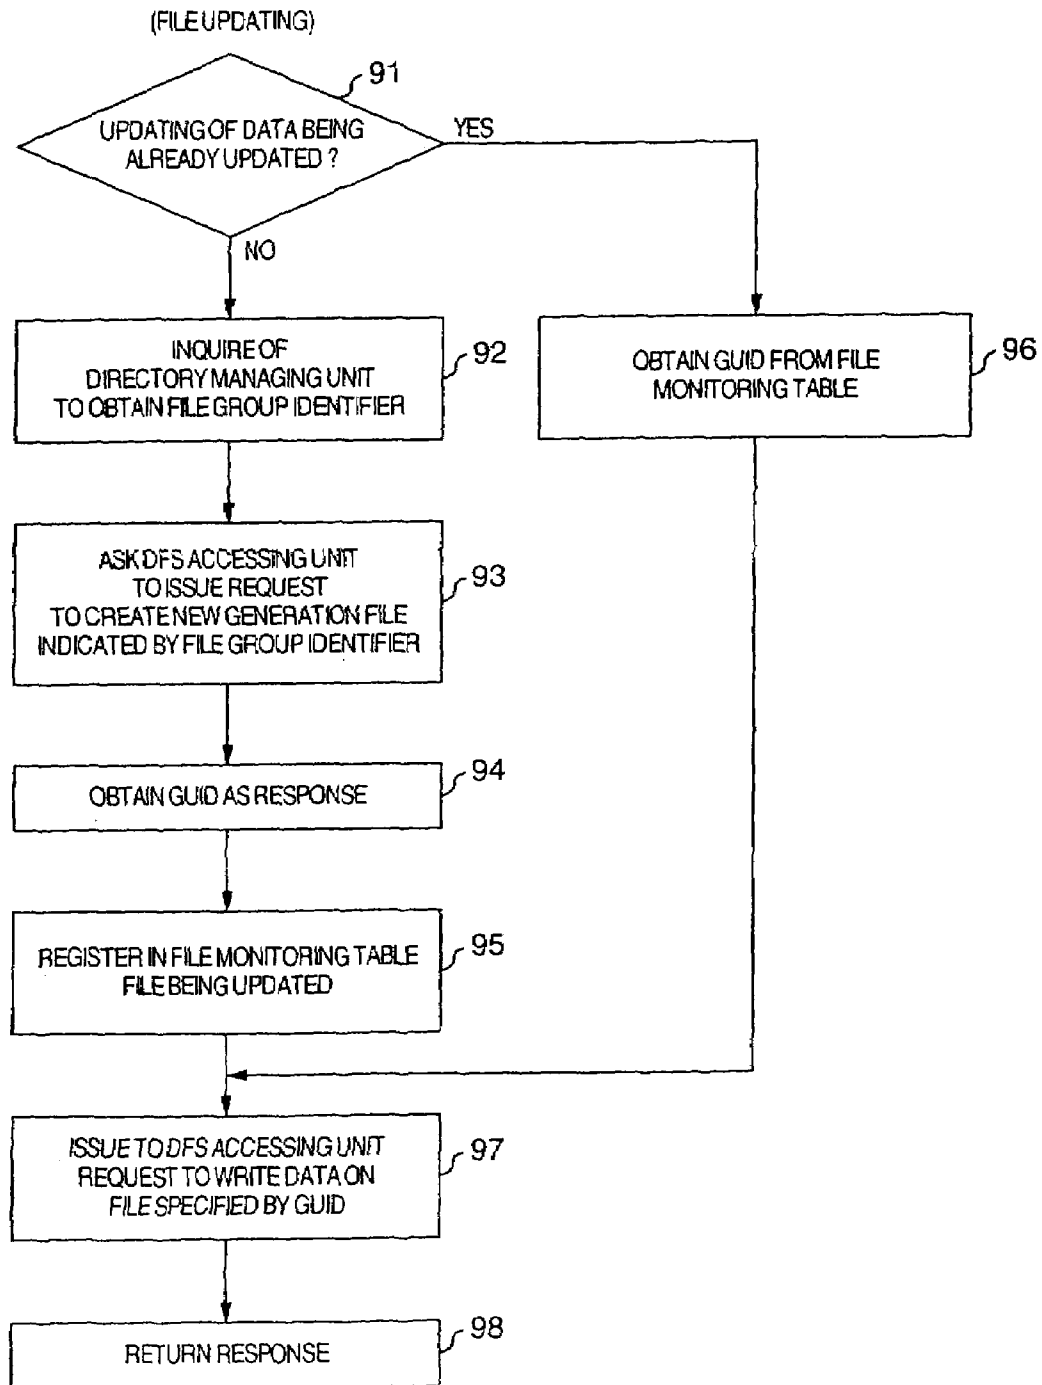 (FILE UPDATING)
91
UPDATING OF DATA BEING
ALREADY UPDATED ?
YES
NO
INQUIRE OF
DIRECTORY MANAGING UNIT
TO OBTAIN FILE GROUP IDENTIFIER
92
OBTAIN GUID FROM FILE
MONITORING TABLE
96
ASK DFS ACCESSING UNIT
TO ISSUE REQUEST
TO CREATE NEW GENERATION FILE
INDICATED BY FILE GROUP IDENTIFIER
93
OBTAIN GUID AS RESPONSE
94
REGISTER IN FILE MONITORING TABLE
FILE BEING UPDATED
95
ISSUE TO DFS ACCESSING UNIT
REQUEST TO WRITE DATA ON
FILE SPECIFIED BY GUID
97
RETURN RESPONSE
98